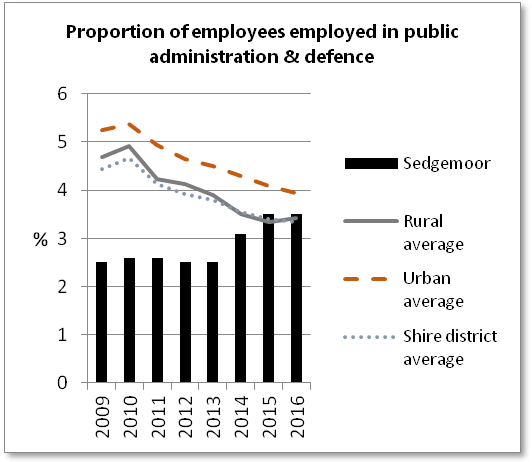 Proportion of employees employed in public
administration & defence
6
5
4
3
2
1
0
%
2009
2010
2011
2012
2013
2014
2015
2016
Sedgemoor
Rural
average
Urban
average
Shire district
average